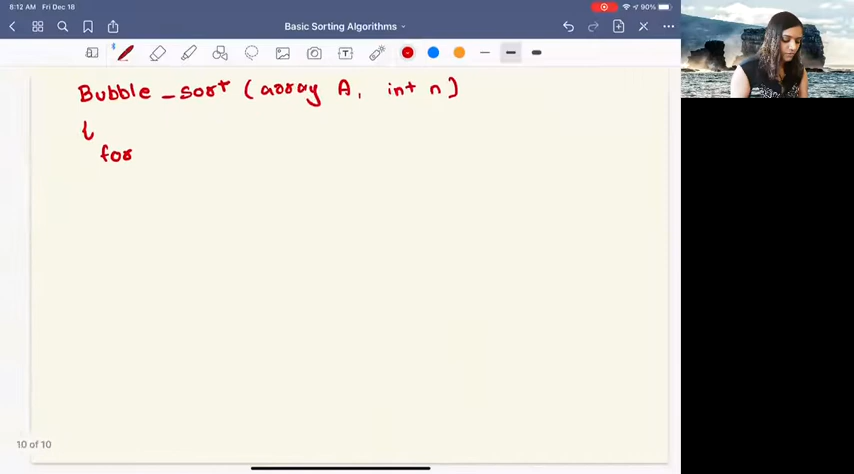 8:12 AM Fri Dec 18
90%
Basic Sorting Algorithms
Bubble_sort (array A, int n)
{
for
10 of 10